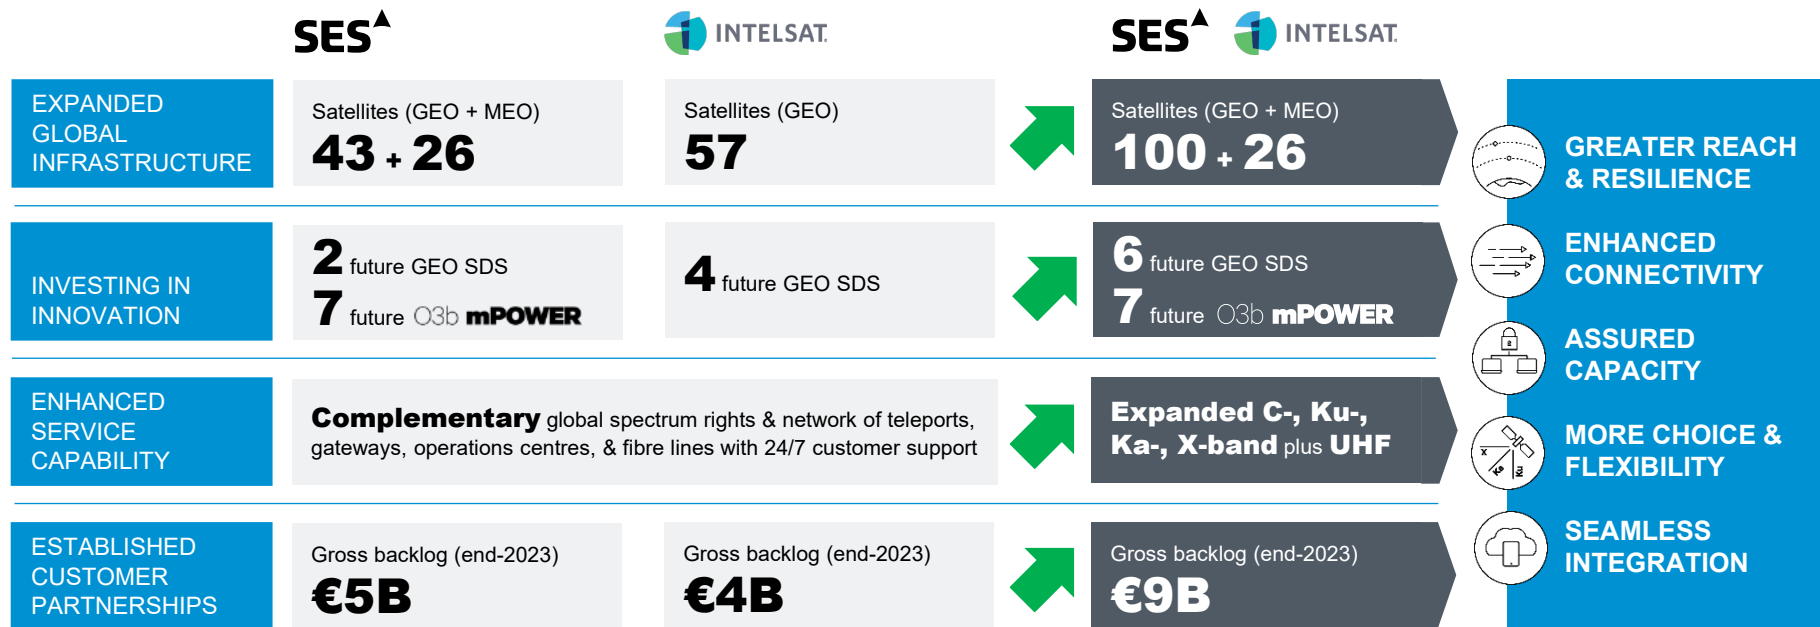 SES
INTELSAT.
SES
INTELSAT.
EXPANDED
GLOBAL
INFRASTRUCTURE
Satellites (GEO + MEO)
43 + 26
Satellites (GEO)
57
Satellites (GEO + MEO)
100 + 26
INVESTING IN
INNOVATION
2 future GEO SDS
7 future O3b mPOWER
4 future GEO SDS
6 future GEO SDS
7 future O3b mPOWER
ENHANCED
SERVICE
CAPABILITY
Complementary global spectrum rights & network of teleports,
gateways, operations centres, & fibre lines with 24/7 customer support
Expanded C-, Ku-,
Ka-, X-band plus UHF
ESTABLISHED
CUSTOMER
PARTNERSHIPS
Gross backlog (end-2023)
€5B
Gross backlog (end-2023)
€4B
Gross backlog (end-2023)
€9B
GREATER REACH
& RESILIENCE
ENHANCED
CONNECTIVITY
ASSURED
CAPACITY
X
Ka
Ku
MORE CHOICE &
FLEXIBILITY
SEAMLESS
INTEGRATION